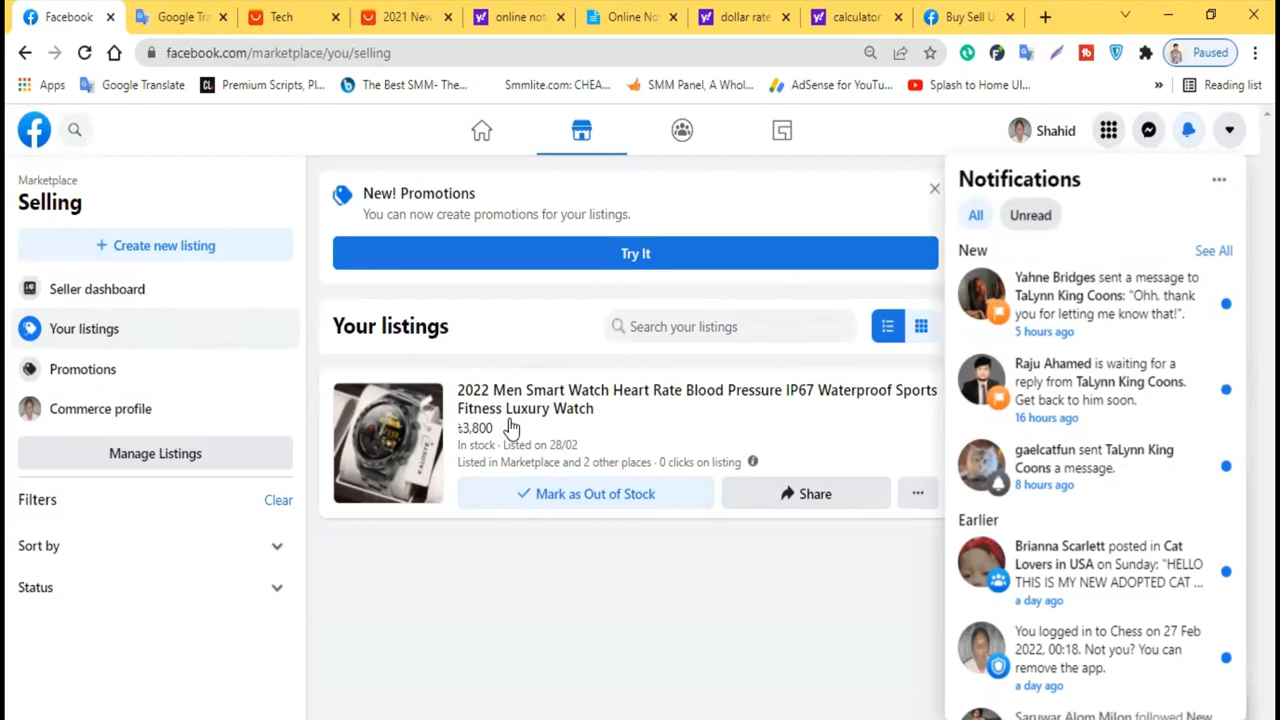 Facebook
Google Tra
Tech
2021 New
online not
Online No
dollar rate
calculator
Buy Sell U
facebook.com/marketplace/you/selling
Paused
Apps
Google Translate
Premium Scripts, Pl...
The Best SMM- The...
Smmlite.com: CHEA...
SMM Panel, A Whol...
AdSense for YouTu...
Splash to Home Ul...
»
Reading list
Shahid
Marketplace
Selling
+ Create new listing
Seller dashboard
Your listings
Promotions
Commerce profile
Manage Listings
Filters
Clear
Sort by
Status
New! Promotions
You can now create promotions for your listings.
Try It
Your listings
Search your listings
2022 Men Smart Watch Heart Rate Blood Pressure IP67 Waterproof Sports
Fitness Luxury Watch
৳3,800
In stock · Listed on 28/02
Listed in Marketplace and 2 other places · 0 clicks on listing
Mark as Out of Stock
Share
Notifications
All
Unread
New
See All
Yahne Bridges sent a message to
TaLynn King Coons: "Ohh, thank
you for letting me know that!".
5 hours ago
Raju Ahamed is waiting for a
reply from TaLynn King Coons.
Get back to him soon.
16 hours ago
gaelcatfun sent TaLynn King
Coons a message.
8 hours ago
Earlier
Brianna Scarlett posted in Cat
Lovers in USA on Sunday: "HELLO
THIS IS MY NEW ADOPTED CAT ...
a day ago
You logged in to Chess on 27 Feb
2022, 00:18. Not you? You can
remove the app.
a day ago
Saruwar Alom Milon followed New